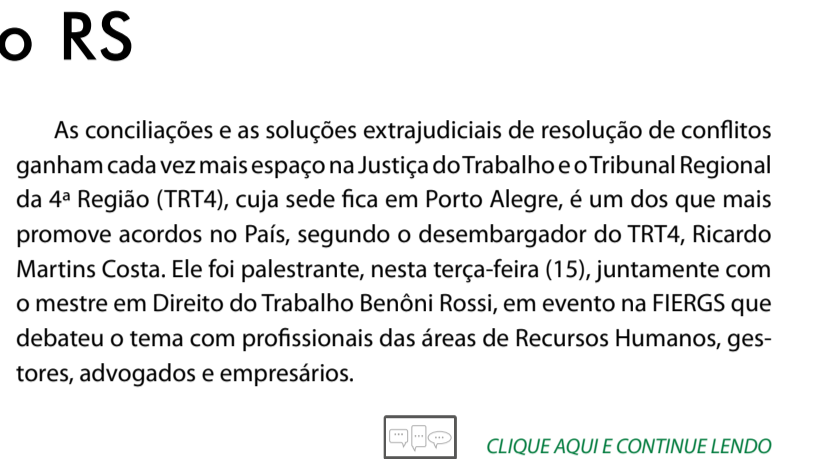 o RS
As conciliações e as soluções extrajudiciais de resolução de conflitos
ganham cada vez mais espaço na Justiça do Trabalho e o Tribunal Regional
da 4ª Região (TRT4), cuja sede fica em Porto Alegre, é um dos que mais
promove acordos no País, segundo o desembargador do TRT4, Ricardo
Martins Costa. Ele foi palestrante, nesta terça-feira (15), juntamente com
o mestre em Direito do Trabalho Benôni Rossi, em evento na FIERGS que
debateu o tema com profissionais das áreas de Recursos Humanos, ges-
tores, advogados e empresários.
CLIQUE AQUI E CONTINUE LENDO